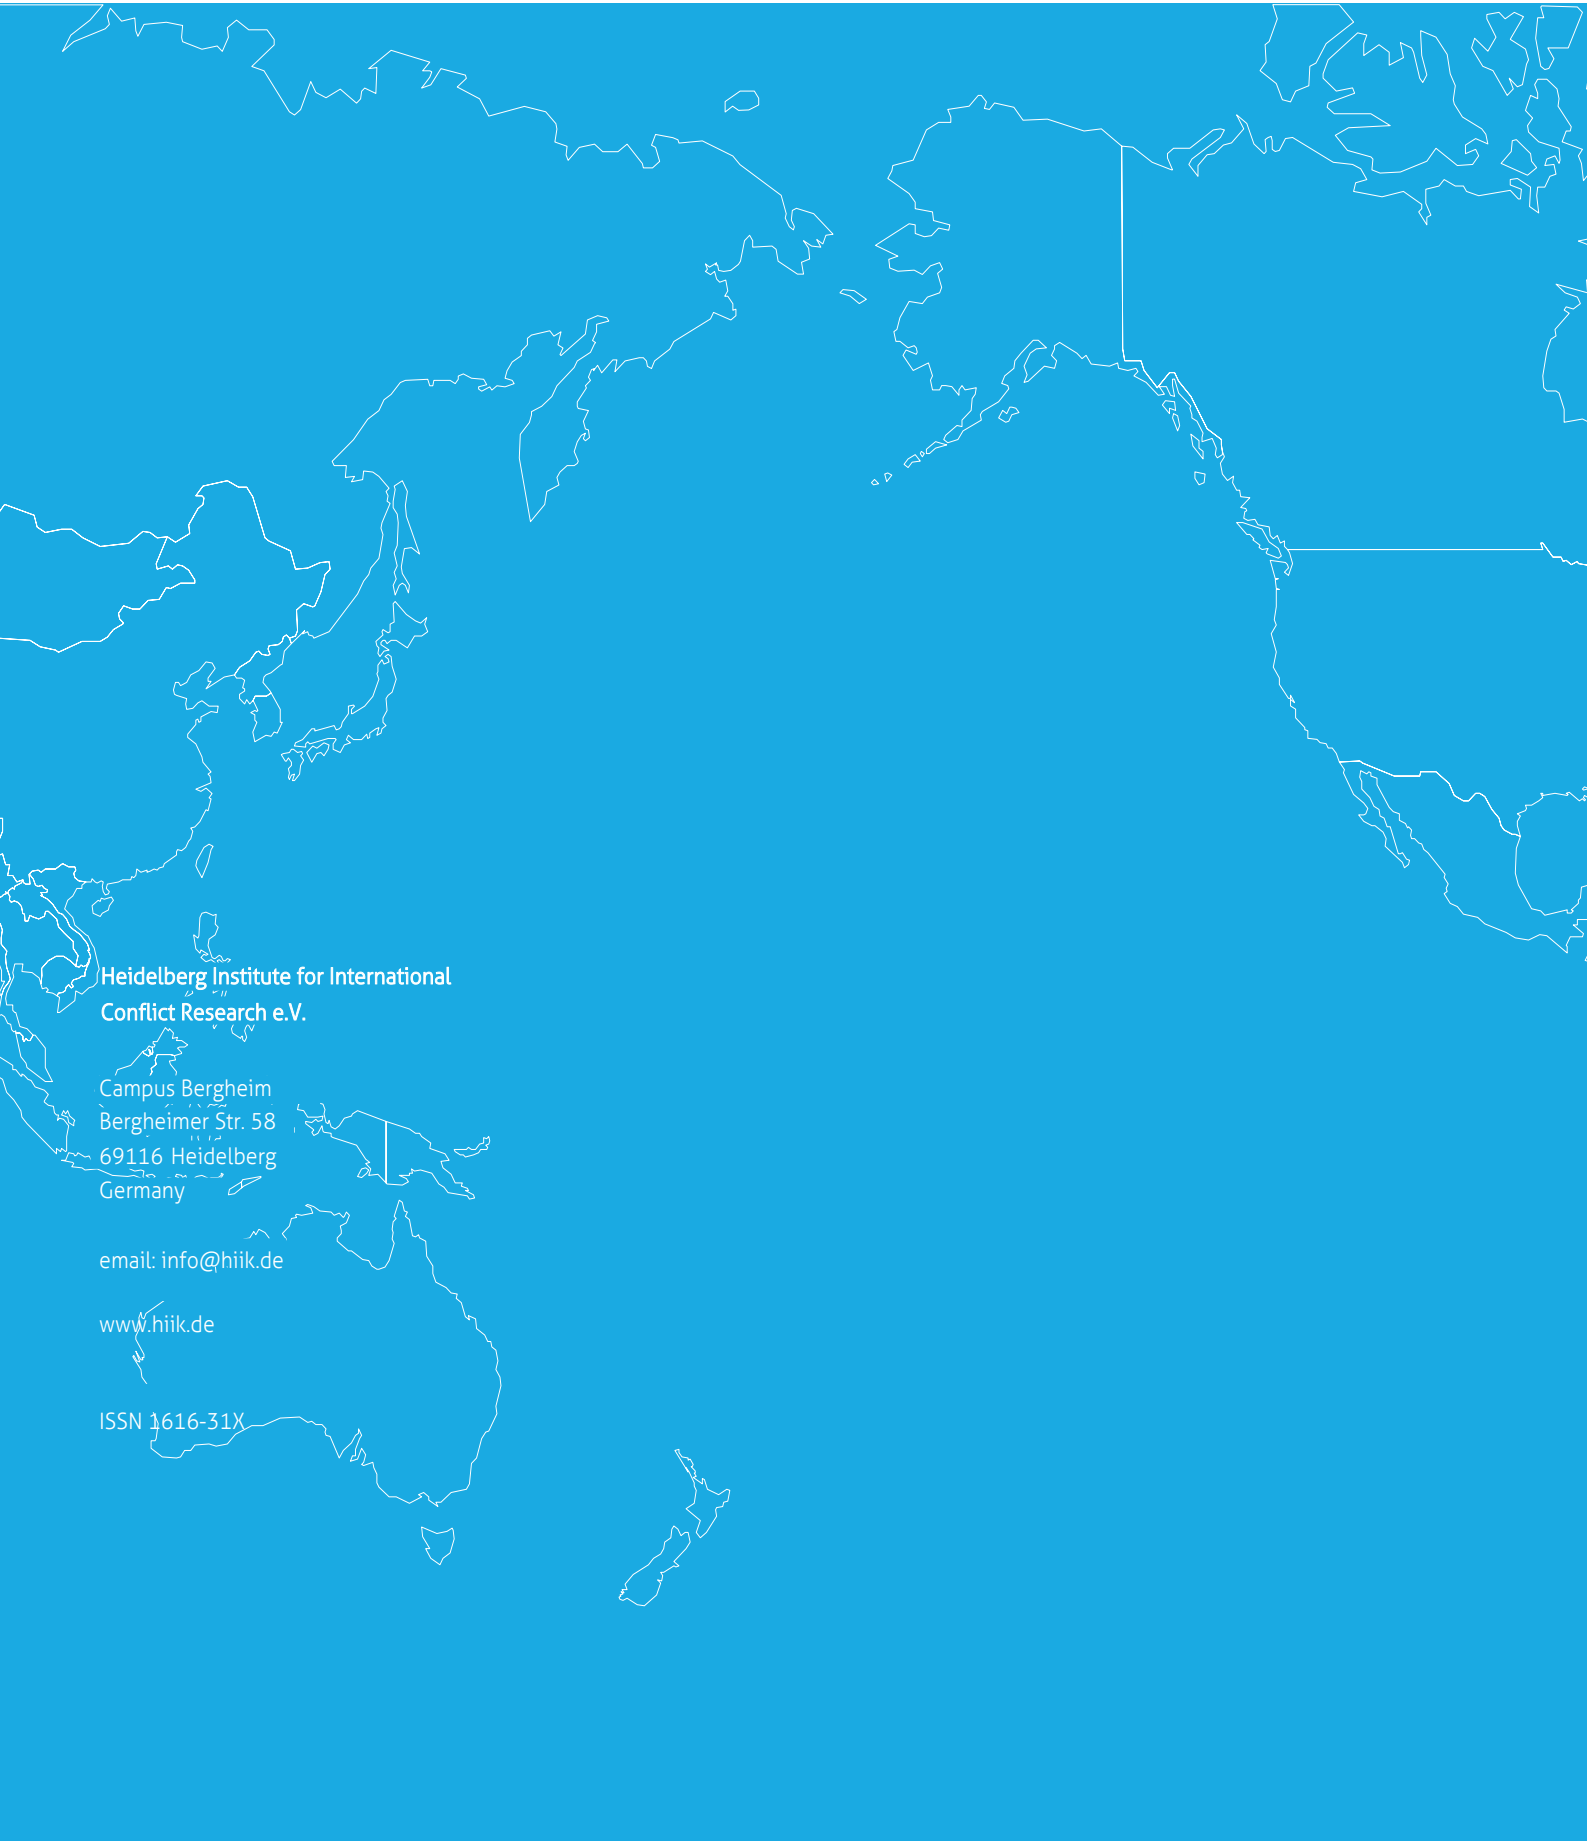 Heidelberg Institute for International
Conflict Research e.V.
Campus Bergheim
Bergheimer Str. 58
69116 Heidelberg
Germany
email: info@hiik.de
www.hiik.de
ISSN 1616-31X